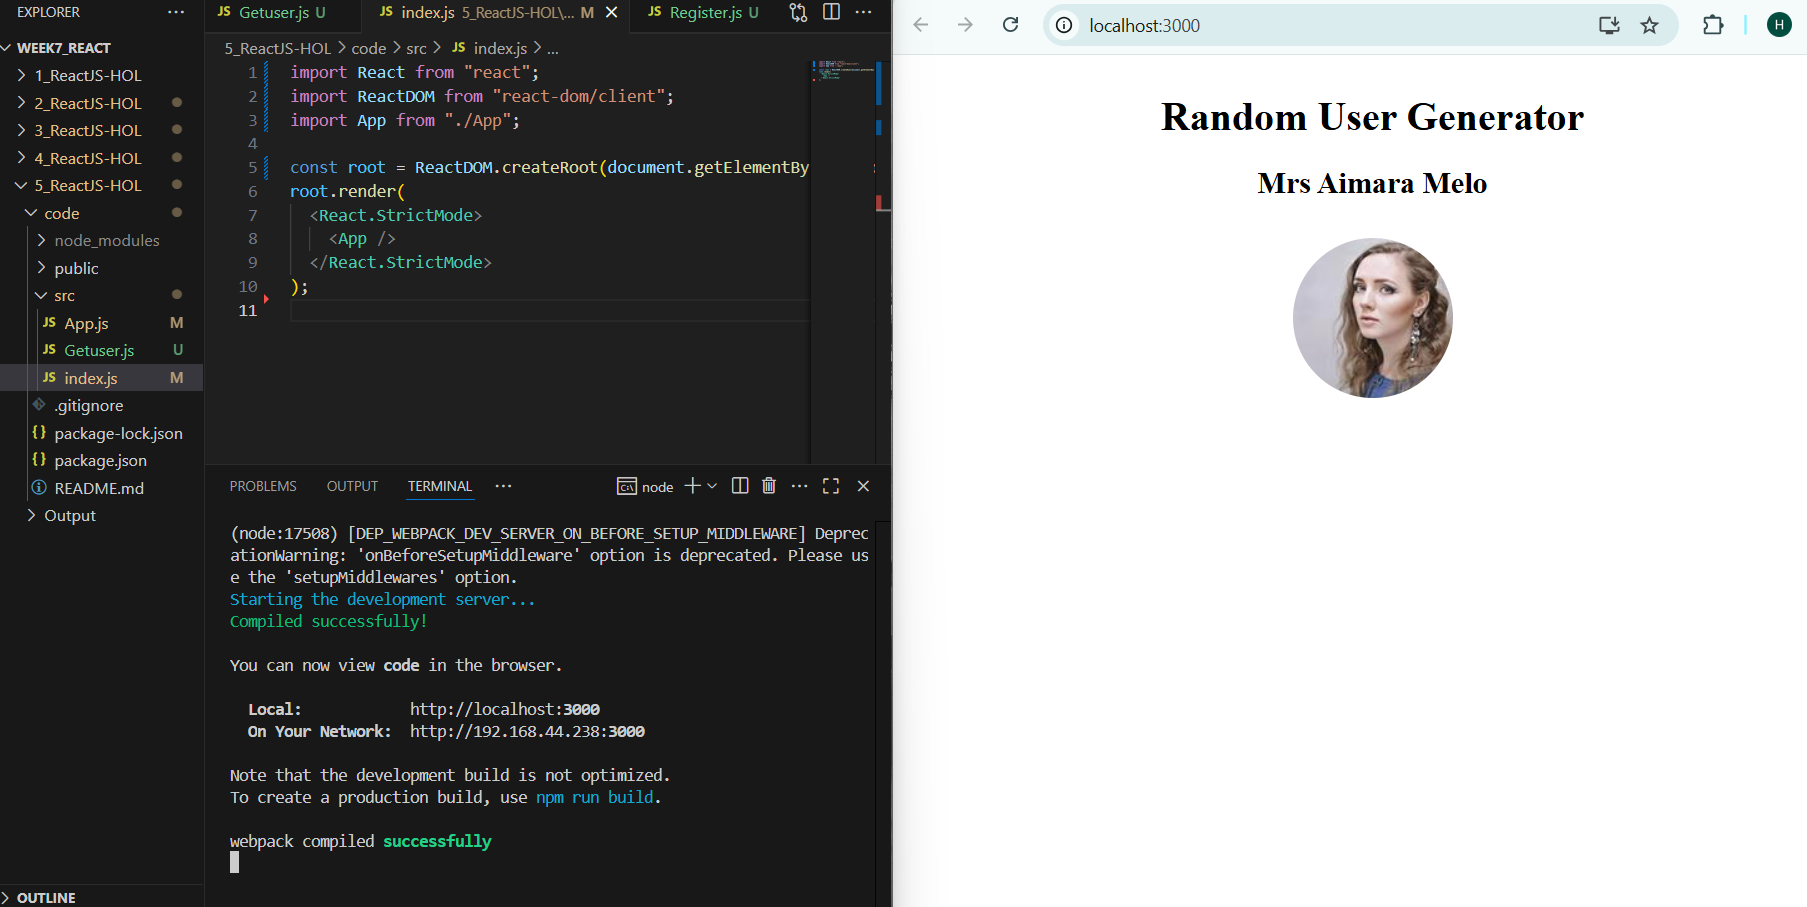 EXPLORER ...
WEEK7_REACT
1_ReactJS-HOL
2_ReactJS-HOL
3_ReactJS-HOL
4_ReactJS-HOL
5_ReactJS-HOL
code
node_modules
public
src
JS App.js M
JS Getuser.js U
JS index.js M
.gitignore
{} package-lock.json
{} package.json
README.md
Output
OUTLINE
JS Getuser.js U
JS index.js 5_ReactJS-HOL\... M
JS Register.js U
5_ReactJS-HOL > code > src > JS index.js > ...
1 import React from "react";
2 import ReactDOM from "react-dom/client";
3 import App from "./App";
4
5 const root = ReactDOM.createRoot(document.getElementBy
6 root.render(
7 <React.StrictMode>
8 <App />
9 </React.StrictMode>
10 );
11
PROBLEMS OUTPUT TERMINAL ... node
(node:17508) [DEP_WEBPACK_DEV_SERVER_ON_BEFORE_SETUP_MIDDLEWARE] Deprec
ationWarning: 'onBeforeSetupMiddleware' option is deprecated. Please us
e the 'setupMiddlewares' option.
Starting the development server...
Compiled successfully!
You can now view code in the browser.
Local: http://localhost:3000
On Your Network: http://192.168.44.238:3000
Note that the development build is not optimized.
To create a production build, use npm run build.
webpack compiled successfully
localhost:3000
H
Random User Generator
Mrs Aimara Melo